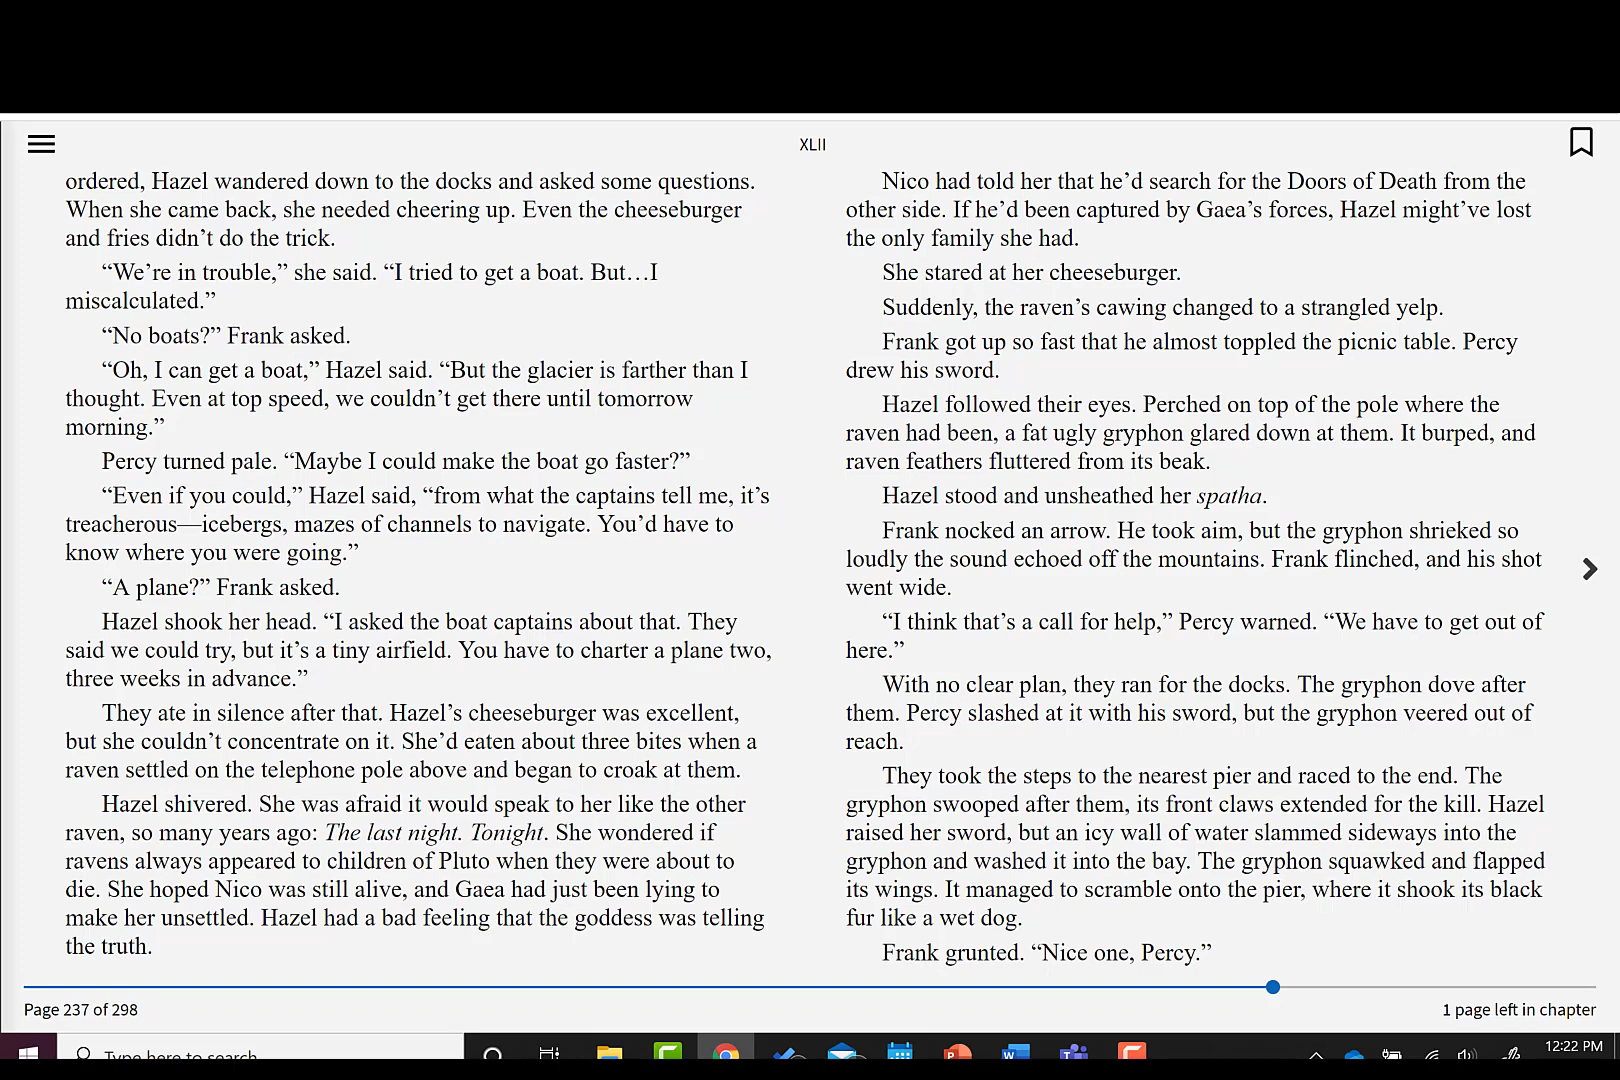 XLII
ordered, Hazel wandered down to the docks and asked some questions.
When she came back, she needed cheering up. Even the cheeseburger
and fries didn’t do the trick.
“We’re in trouble,” she said. “I tried to get a boat. But…I
miscalculated.”
“No boats?” Frank asked.
“Oh, I can get a boat,” Hazel said. “But the glacier is farther than I
thought. Even at top speed, we couldn’t get there until tomorrow
morning.”
Percy turned pale. “Maybe I could make the boat go faster?”
“Even if you could,” Hazel said, “from what the captains tell me, it’s
treacherous—icebergs, mazes of channels to navigate. You’d have to
know where you were going.”
“A plane?” Frank asked.
Hazel shook her head. “I asked the boat captains about that. They
said we could try, but it’s a tiny airfield. You have to charter a plane two,
three weeks in advance.”
They ate in silence after that. Hazel’s cheeseburger was excellent,
but she couldn’t concentrate on it. She’d eaten about three bites when a
raven settled on the telephone pole above and began to croak at them.
Hazel shivered. She was afraid it would speak to her like the other
raven, so many years ago: The last night. Tonight. She wondered if
ravens always appeared to children of Pluto when they were about to
die. She hoped Nico was still alive, and Gaea had just been lying to
make her unsettled. Hazel had a bad feeling that the goddess was telling
the truth.
Nico had told her that he’d search for the Doors of Death from the
other side. If he’d been captured by Gaea’s forces, Hazel might’ve lost
the only family she had.
She stared at her cheeseburger.
Suddenly, the raven’s cawing changed to a strangled yelp.
Frank got up so fast that he almost toppled the picnic table. Percy
drew his sword.
Hazel followed their eyes. Perched on top of the pole where the
raven had been, a fat ugly gryphon glared down at them. It burped, and
raven feathers fluttered from its beak.
Hazel stood and unsheathed her spatha.
Frank nocked an arrow. He took aim, but the gryphon shrieked so
loudly the sound echoed off the mountains. Frank flinched, and his shot
went wide.
“I think that’s a call for help,” Percy warned. “We have to get out of
here.”
With no clear plan, they ran for the docks. The gryphon dove after
them. Percy slashed at it with his sword, but the gryphon veered out of
reach.
They took the steps to the nearest pier and raced to the end. The
gryphon swooped after them, its front claws extended for the kill. Hazel
raised her sword, but an icy wall of water slammed sideways into the
gryphon and washed it into the bay. The gryphon squawked and flapped
its wings. It managed to scramble onto the pier, where it shook its black
fur like a wet dog.
Frank grunted. “Nice one, Percy.”
Page 237 of 298
1 page left in chapter
Type here to search
12:22 PM